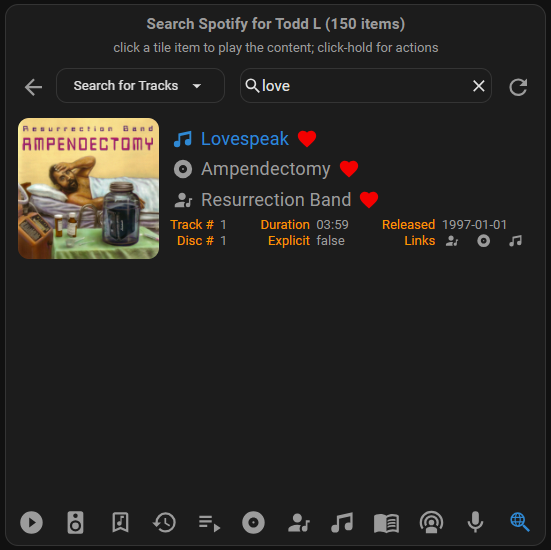 Search Spotify for Todd L (150 items)
click a tile item to play the content; click-hold for actions
Search for Tracks
love
Resurrection Band
AMPENDECTOMY
Lovespeak
Ampendectomy
Resurrection Band
Track # 1 Duration 03:59 Released 1997-01-01
Disc # 1 Explicit false Links